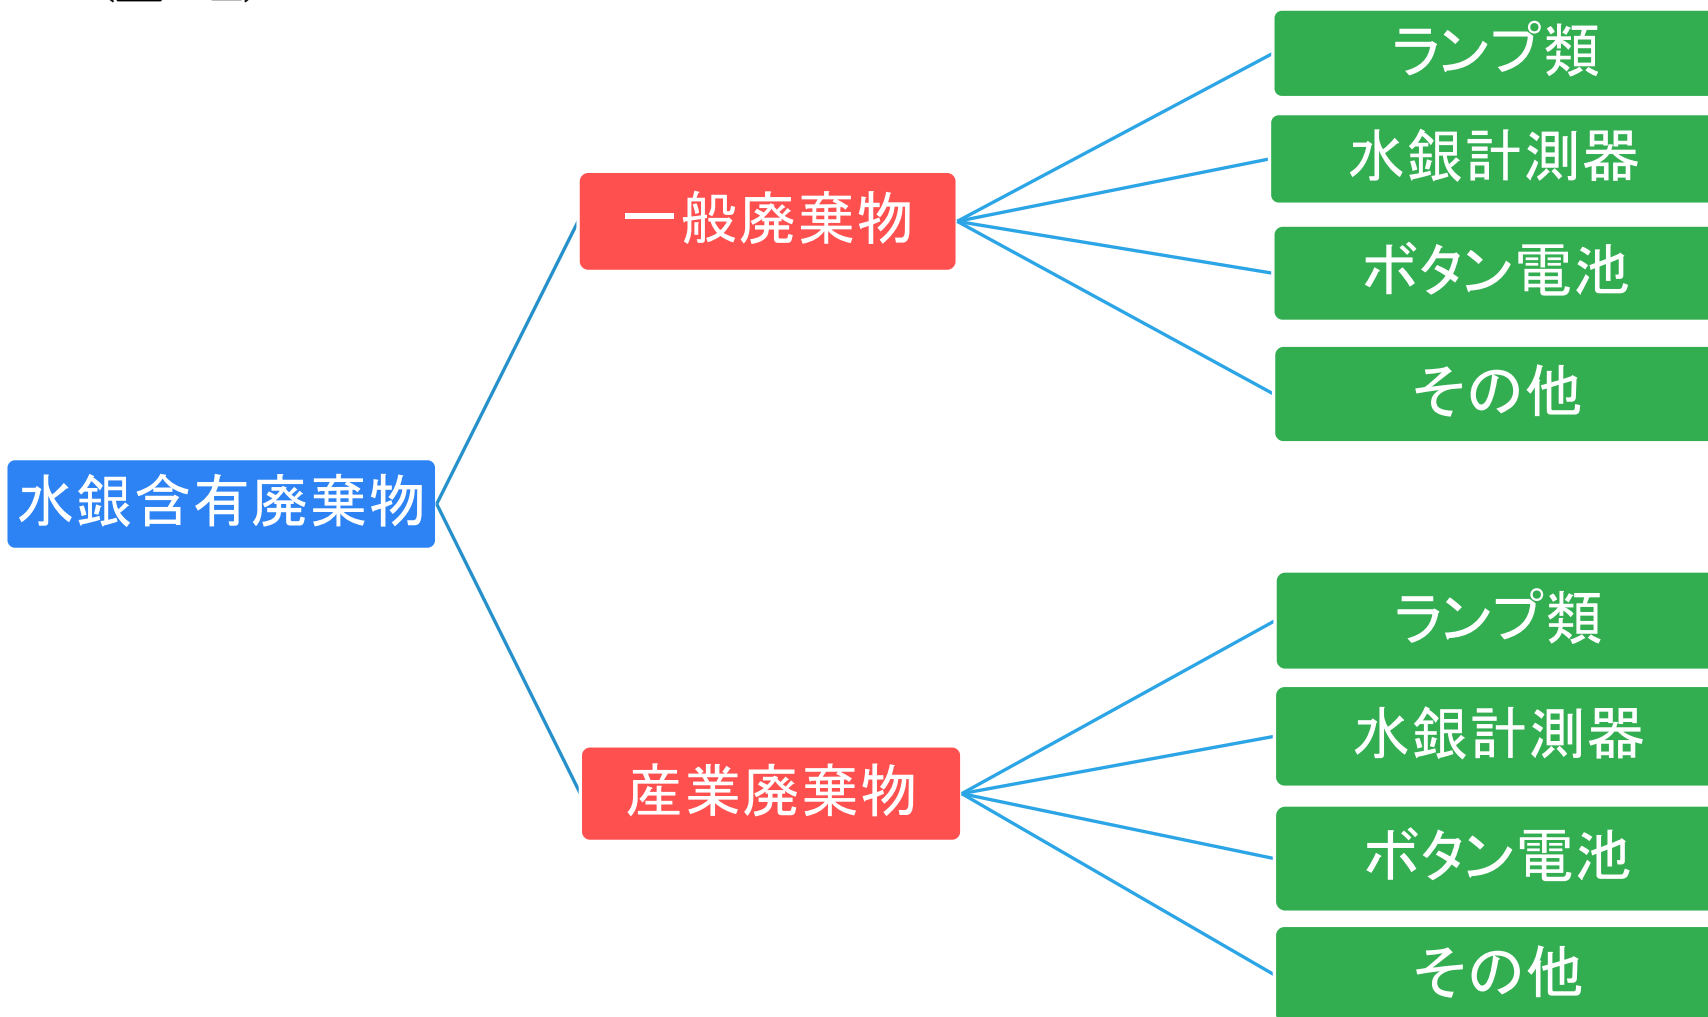 水銀含有廃棄物
一般廃棄物
ランプ類
水銀計測器
ボタン電池
その他
産業廃棄物
ランプ類
水銀計測器
ボタン電池
その他